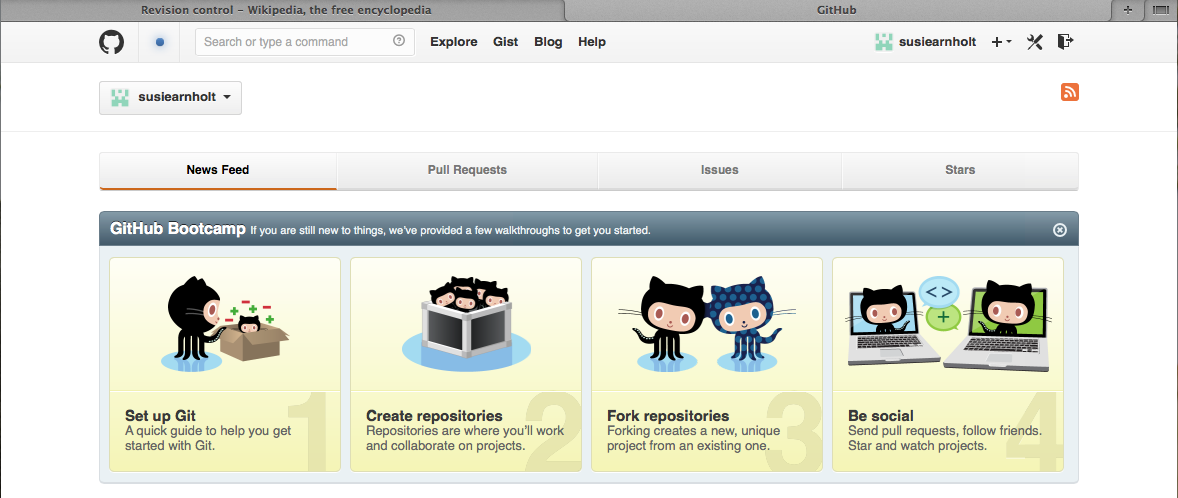 Revision control – Wikipedia, the free encyclopedia
GitHub
Search or type a command
Explore Gist Blog Help
susiearnholt
susiearnholt
News Feed
Pull Requests
Issues
Stars
GitHub Bootcamp If you are still new to things, we've provided a few walkthroughs to get you started.
Set up Git
A quick guide to help you get
started with Git.
1
Create repositories
Repositories are where you'll work
and collaborate on projects.
2
Fork repositories
Forking creates a new, unique
project from an existing one.
3
Be social
Send pull requests, follow friends.
Star and watch projects.
4